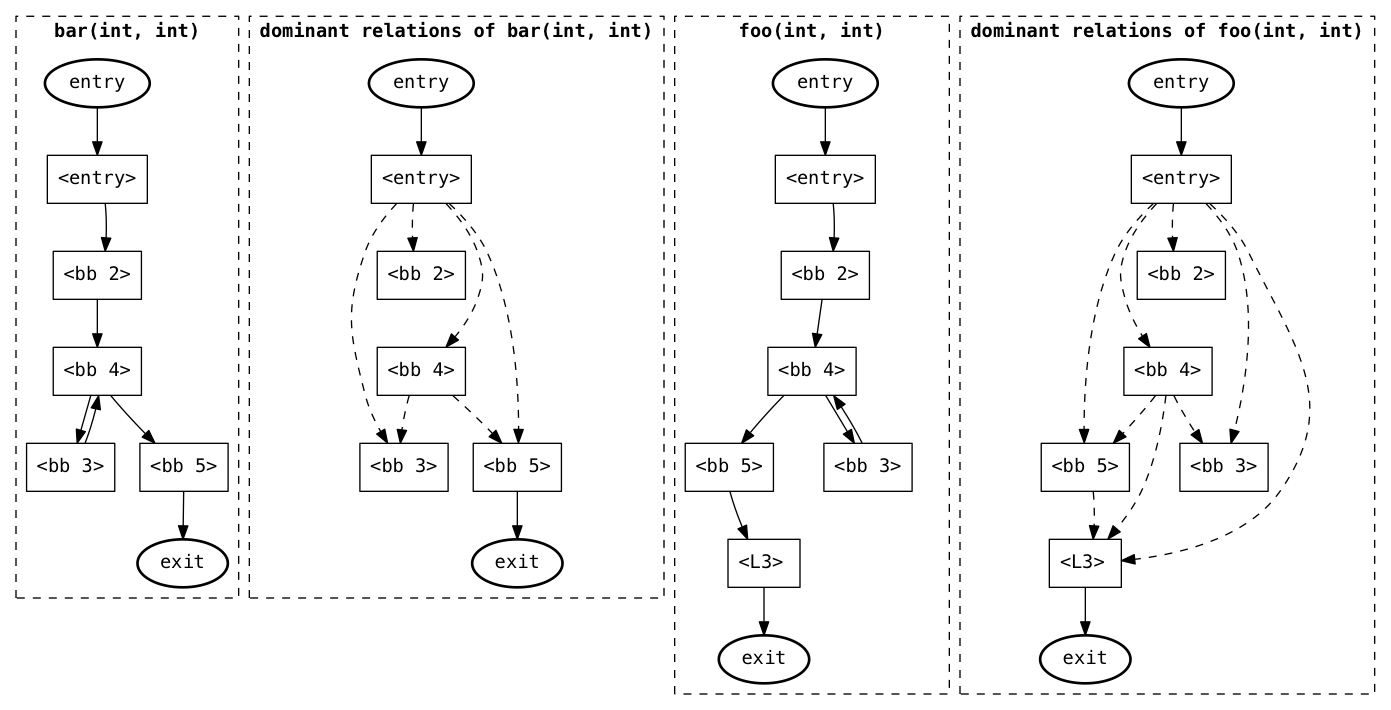 bar(int, int)
entry
<entry>
<bb 2>
<bb 4>
<bb 3>
<bb 5>
exit
dominant relations of bar(int, int)
entry
<entry>
<bb 2>
<bb 4>
<bb 3>
<bb 5>
exit
foo(int, int)
entry
<entry>
<bb 2>
<bb 4>
<bb 5>
<bb 3>
<L3>
exit
dominant relations of foo(int, int)
entry
<entry>
<bb 2>
<bb 4>
<bb 5>
<bb 3>
<L3>
exit